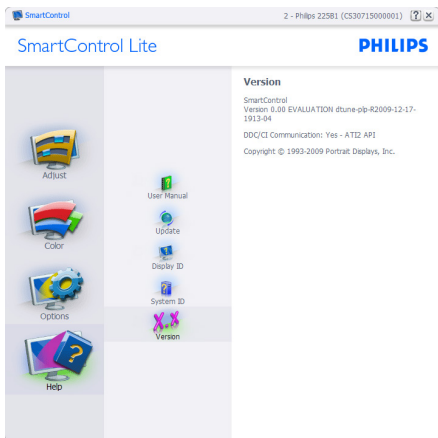 SmartControl
2 - Philips 225B1 (CS30715000001)
?
X
SmartControl Lite
PHILIPS
Adjust
Color
Options
Help
User Manual
Update
Display ID
System ID
X.X
Version
Version
SmartControl
Version 0.00 EVALUATION dtune-plp-R2009-12-17-
1913-04
DDC/CI Communication: Yes - ATI2 API
Copyright © 1993-2009 Portrait Displays, Inc.